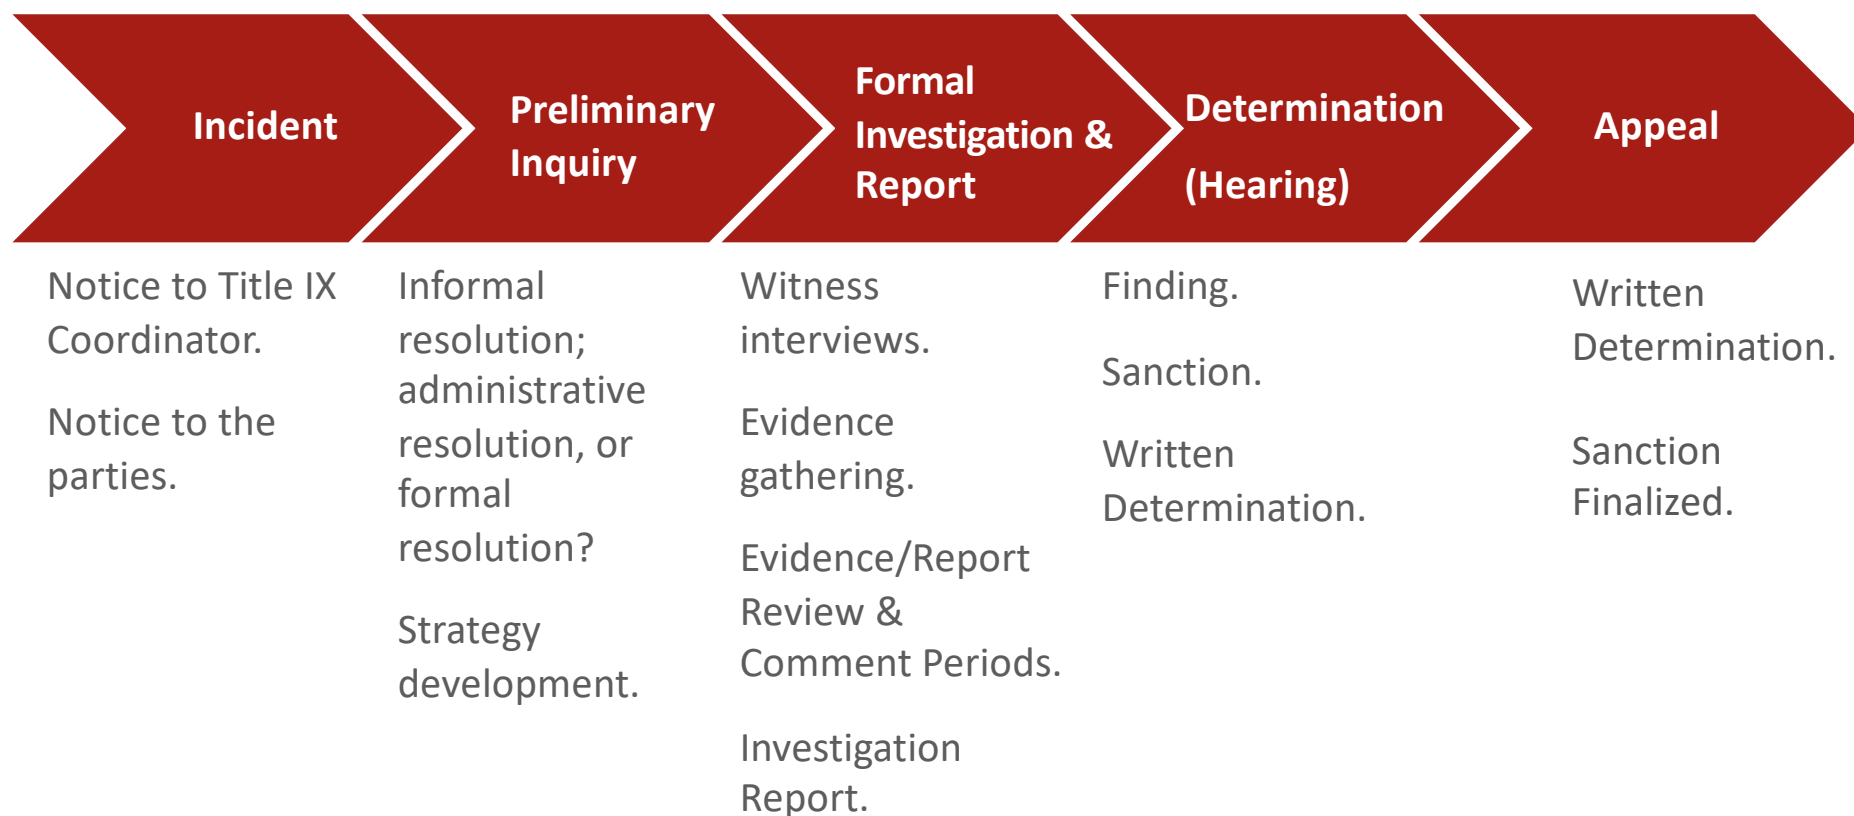 Incident
Preliminary
Inquiry
Formal
Investigation &
Report
Determination
(Hearing)
Appeal
Notice to Title IX
Coordinator.
Notice to the
parties.
Informal
resolution;
administrative
resolution, or
formal
resolution?
Strategy
development.
Witness
interviews.
Evidence
gathering.
Evidence/Report
Review &
Comment Periods.
Investigation
Report.
Finding.
Sanction.
Written
Determination.
Written
Determination.
Sanction
Finalized.